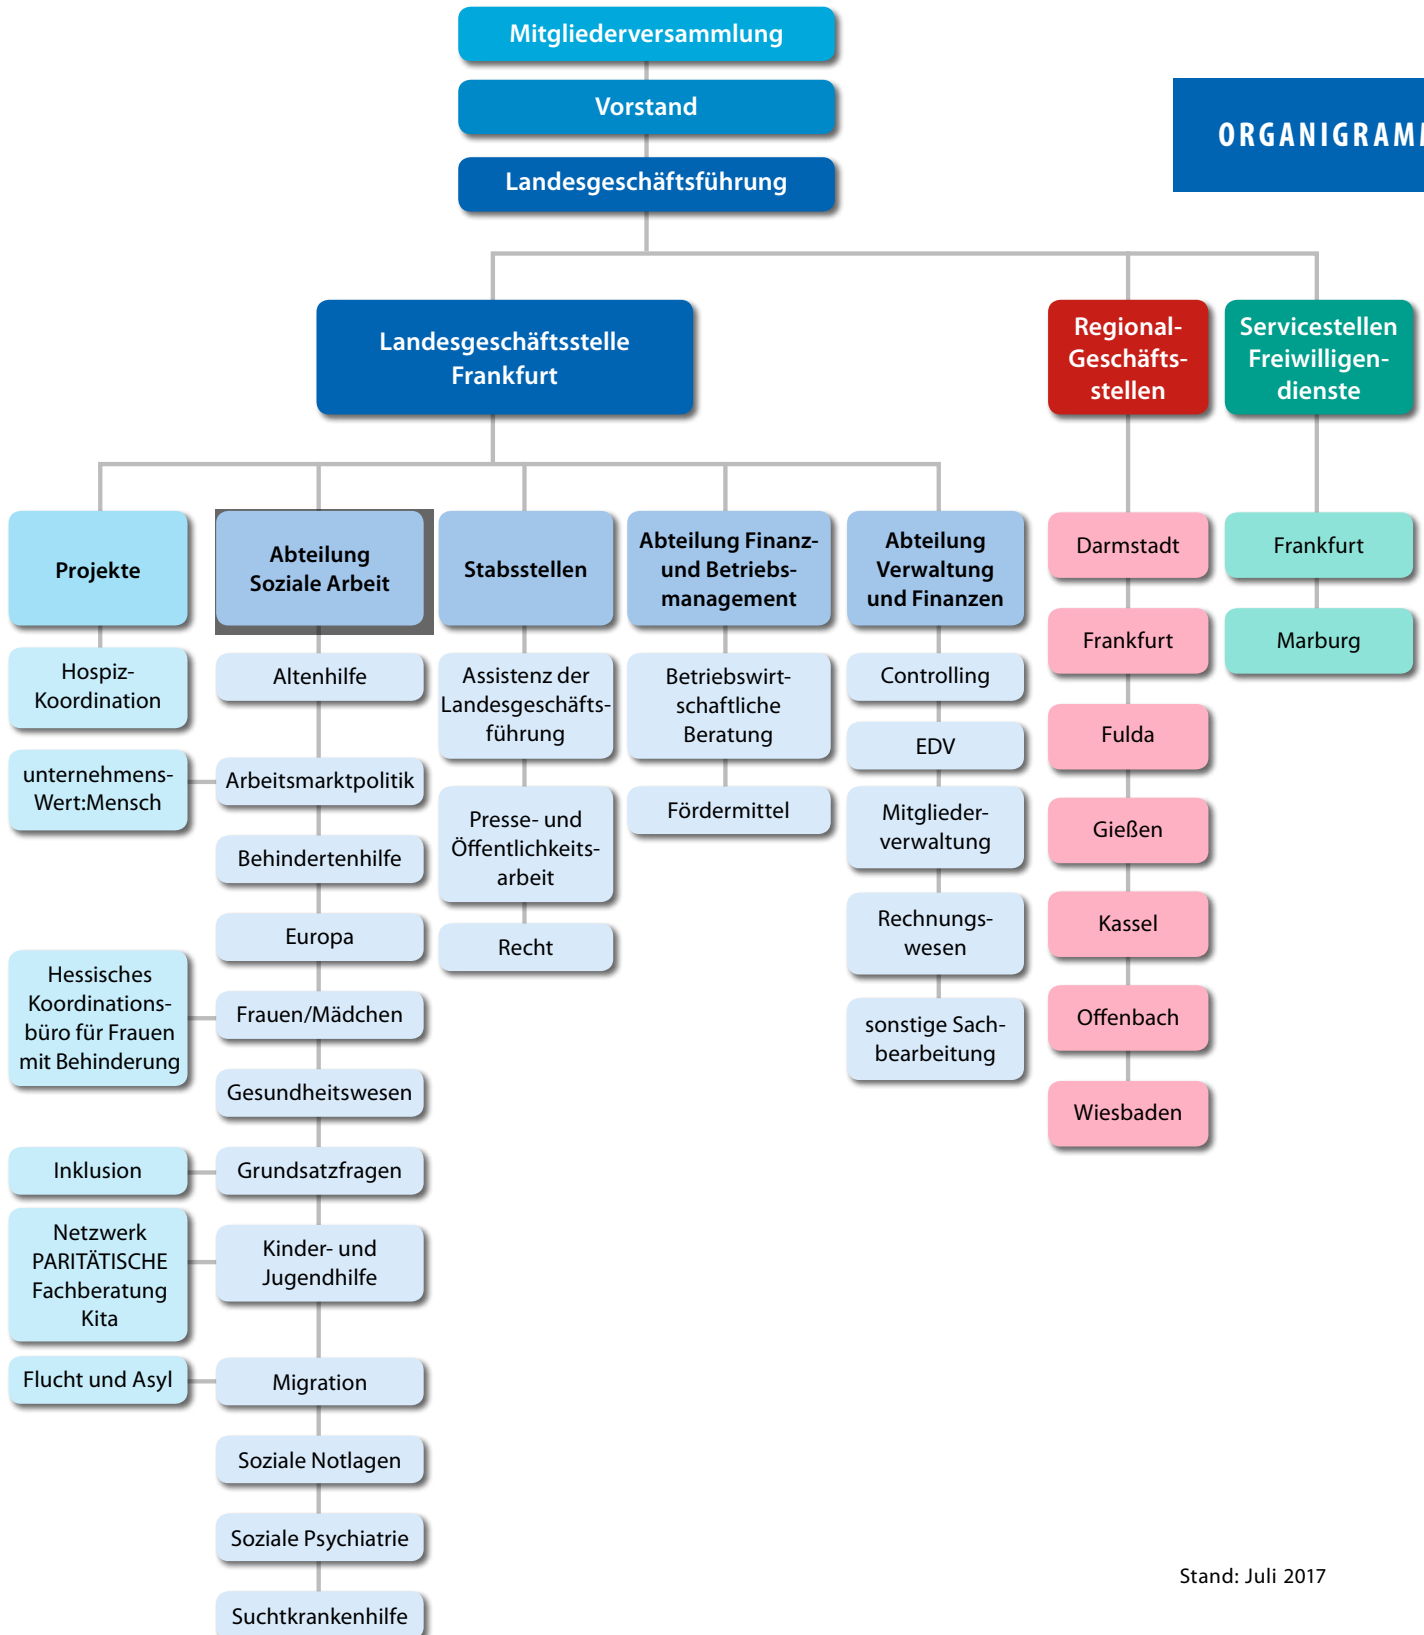 Mitgliederversammlung
Vorstand
Landesgeschäftsführung
ORGANIGRAMM
Landesgeschäftsstelle
Frankfurt
Regional-
Geschäfts-
stellen
Servicestellen
Freiwilligen-
dienste
Projekte
Hospiz-
Koordination
unternehmens-
Wert:Mensch
Hessisches
Koordinations-
büro für Frauen
mit Behinderung
Inklusion
Netzwerk
PARITÄTISCHE
Fachberatung
Kita
Flucht und Asyl
Abteilung
Soziale Arbeit
Altenhilfe
Arbeitsmarktpolitik
Behindertenhilfe
Europa
Frauen/Mädchen
Gesundheitswesen
Grundsatzfragen
Kinder- und
Jugendhilfe
Migration
Soziale Notlagen
Soziale Psychiatrie
Suchtkrankenhilfe
Stabsstellen
Assistenz der
Landesgeschäfts-
führung
Presse- und
Öffentlichkeits-
arbeit
Recht
Abteilung Finanz-
und Betriebs-
management
Betriebswirt-
schaftliche
Beratung
Fördermittel
Abteilung
Verwaltung
und Finanzen
Controlling
EDV
Mitglieder-
verwaltung
Rechnungs-
wesen
sonstige Sach-
bearbeitung
Darmstadt
Frankfurt
Fulda
Gießen
Kassel
Offenbach
Wiesbaden
Frankfurt
Marburg
Stand: Juli 2017